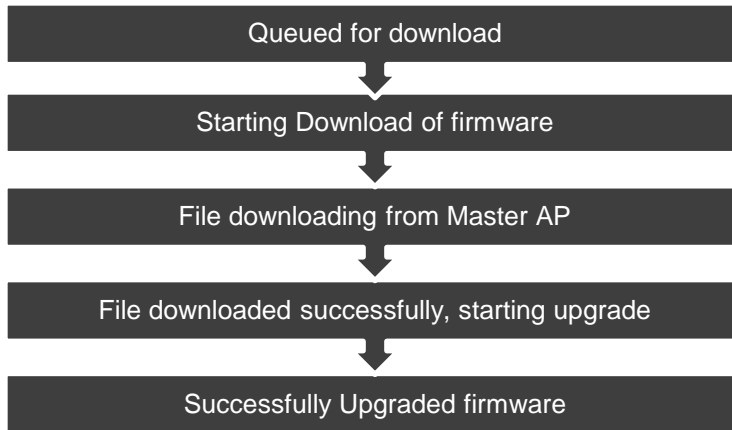 Queued for download
Starting Download of firmware
File downloading from Master AP
File downloaded successfully, starting upgrade
Successfully Upgraded firmware